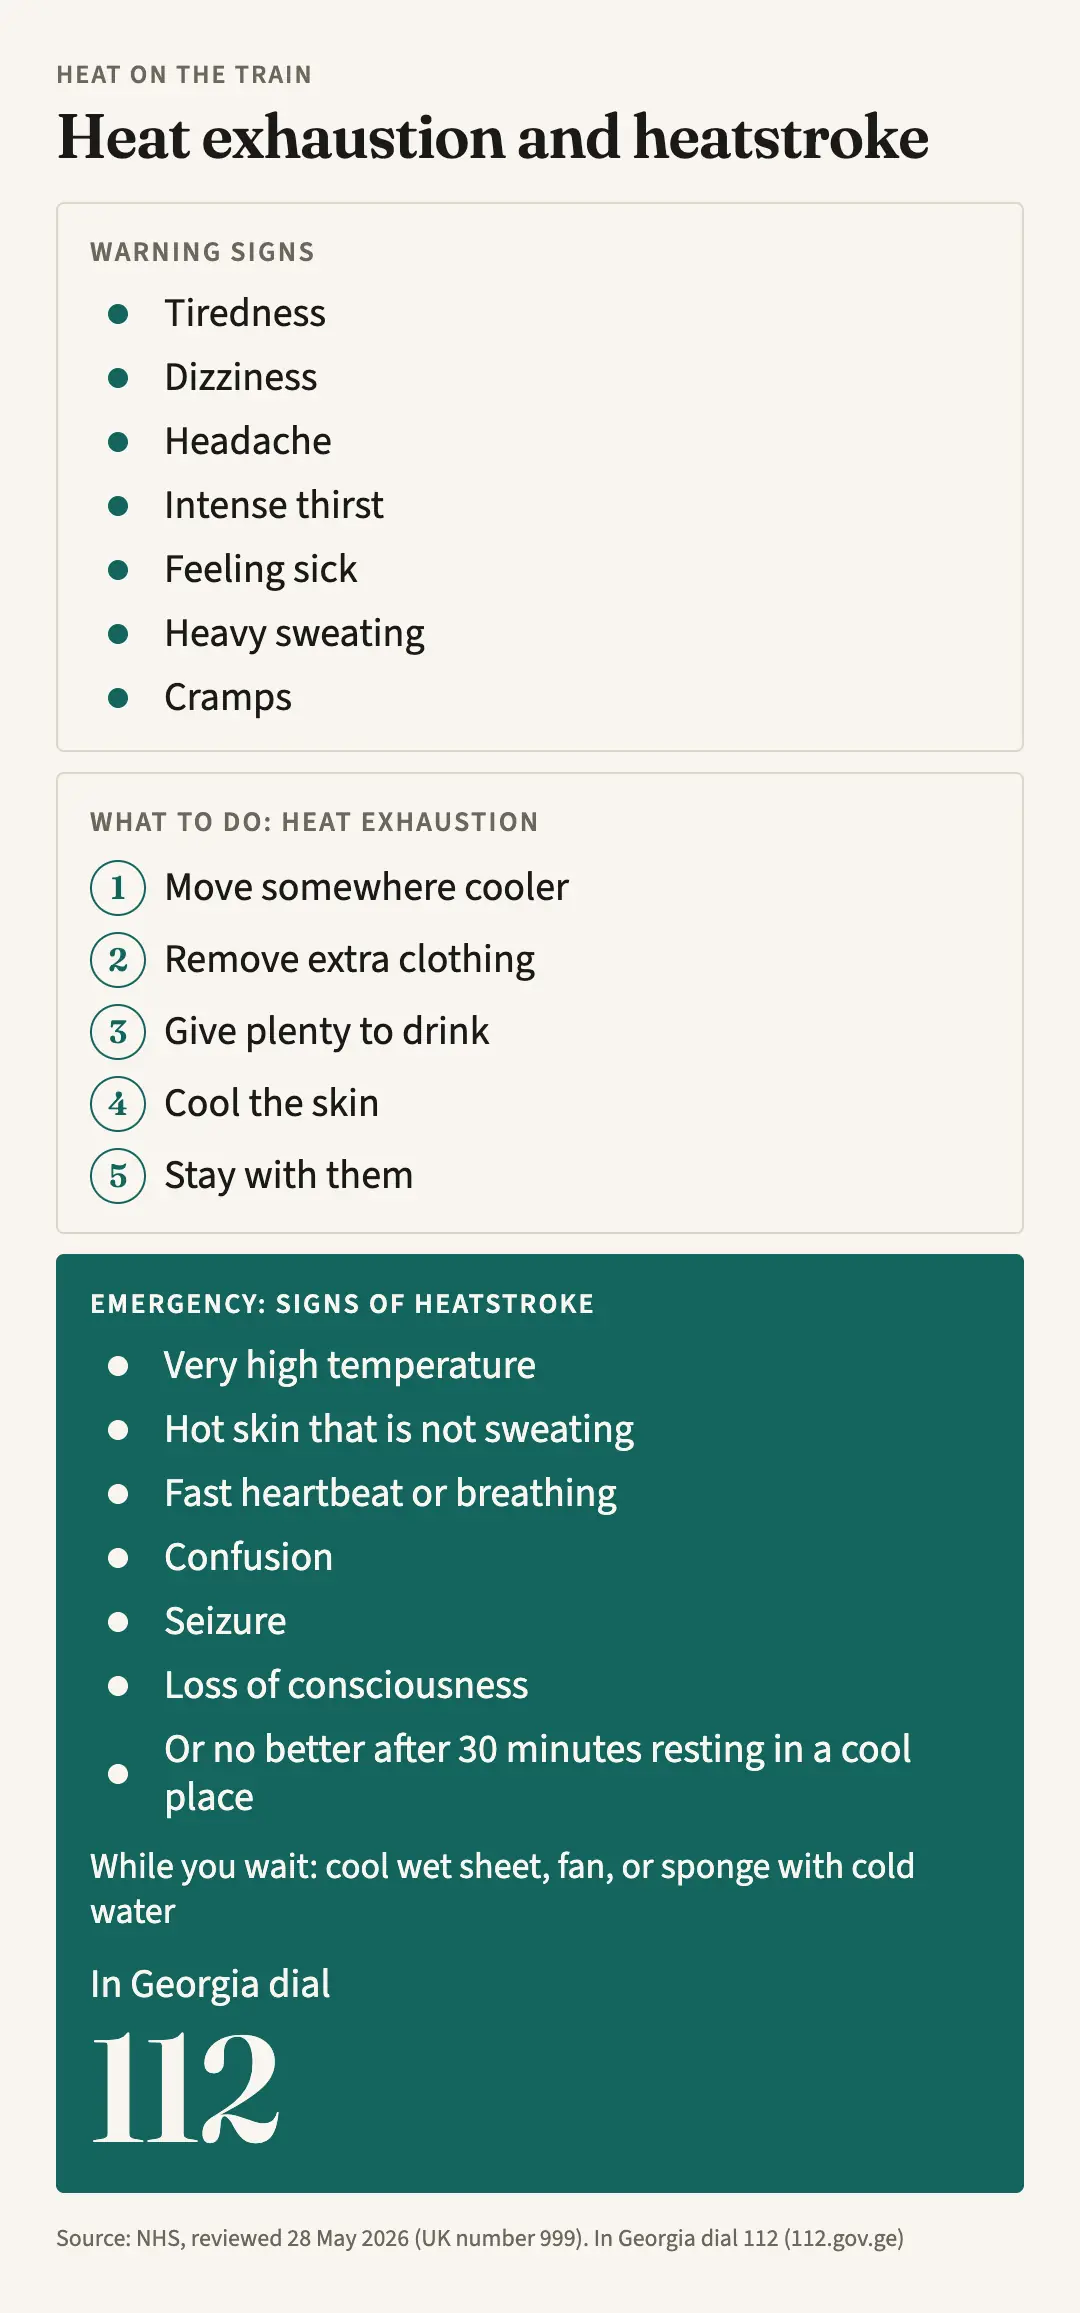 HEAT ON THE TRAIN
Heat exhaustion and heatstroke
WARNING SIGNS
Tiredness
Dizziness
Headache
Intense thirst
Feeling sick
Heavy sweating
Cramps
WHAT TO DO: HEAT EXHAUSTION
1 Move somewhere cooler
2 Remove extra clothing
3 Give plenty to drink
4 Cool the skin
5 Stay with them
EMERGENCY: SIGNS OF HEATSTROKE
Very high temperature
Hot skin that is not sweating
Fast heartbeat or breathing
Confusion
Seizure
Loss of consciousness
Or no better after 30 minutes resting in a cool
place
While you wait: cool wet sheet, fan, or sponge with cold
water
In Georgia dial
112
Source: NHS, reviewed 28 May 2026 (UK number 999). In Georgia dial 112 (112.gov.ge)